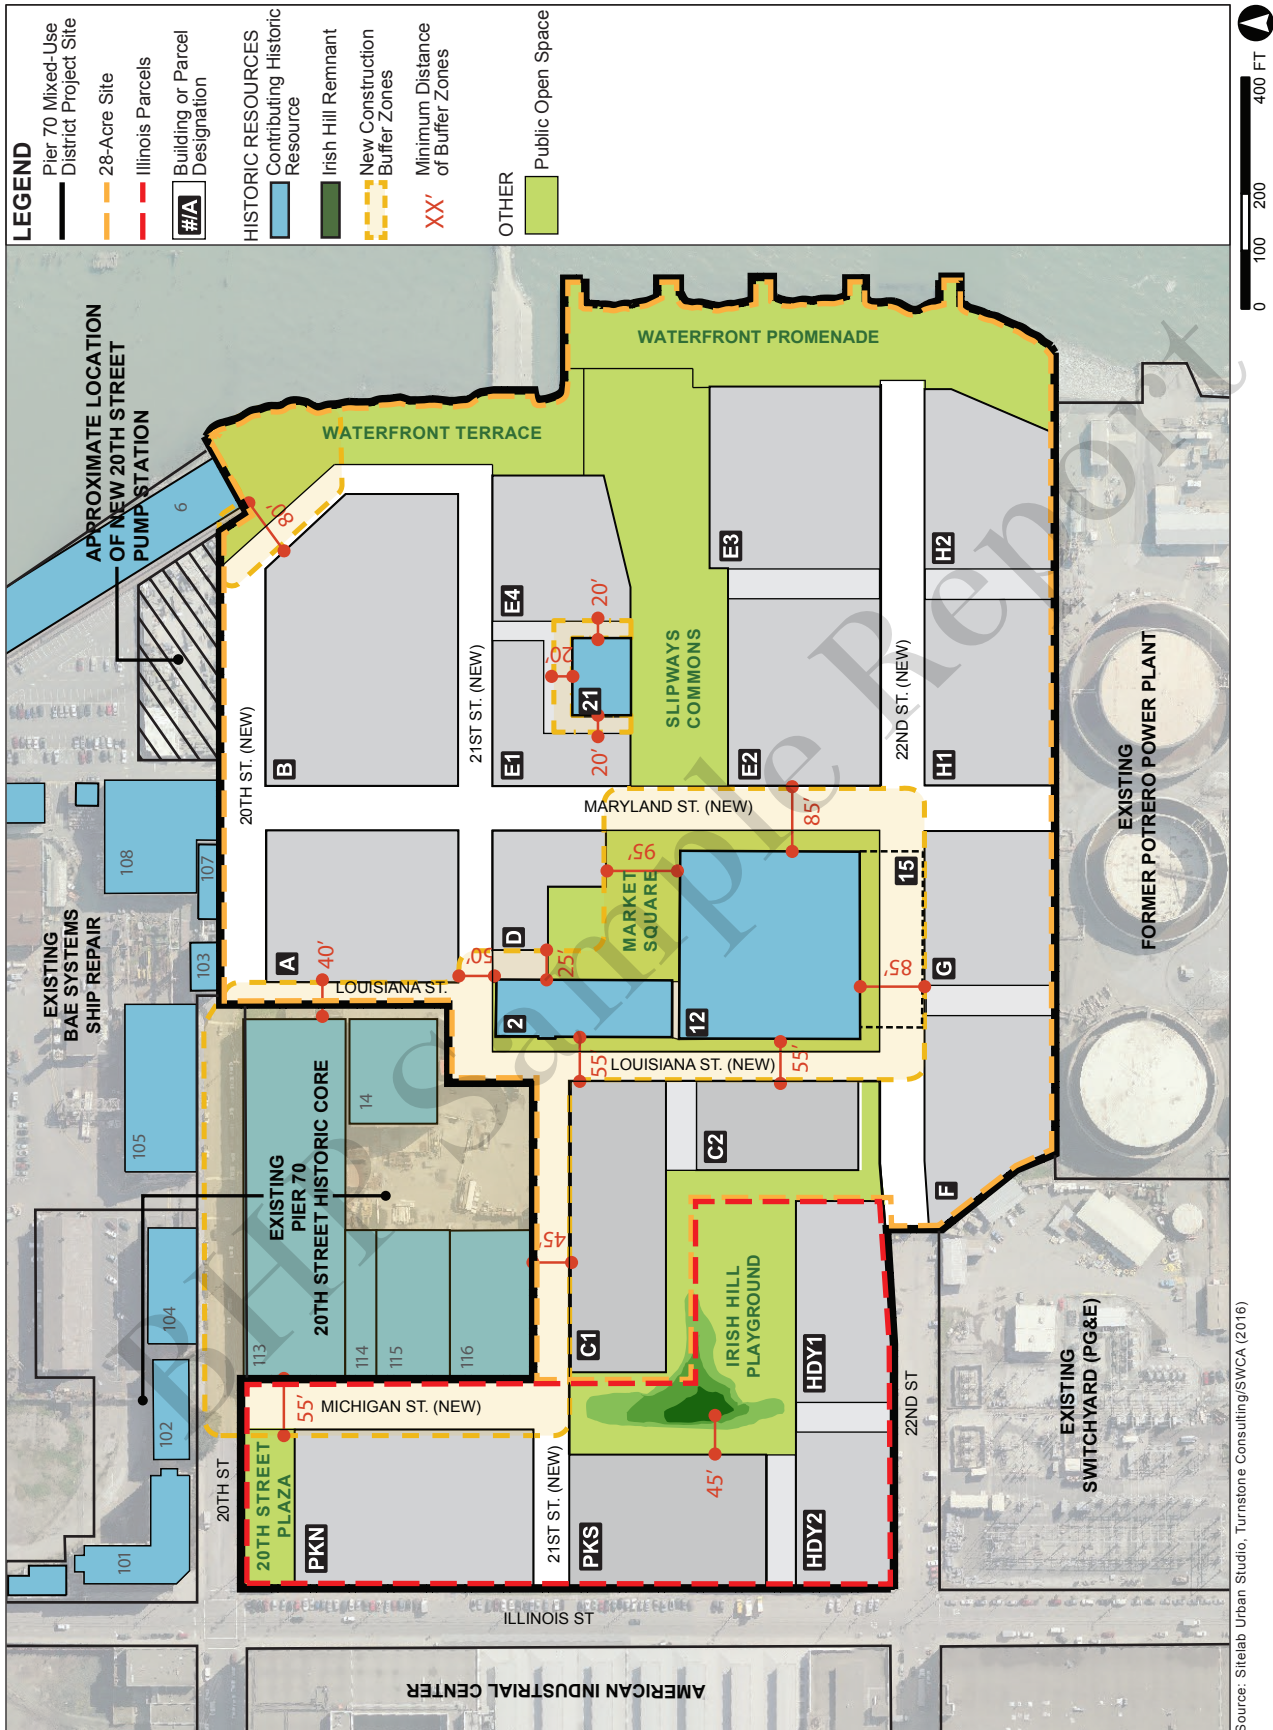 LEGEND
Pier 70 Mixed-Use
District Project Site
28-Acre Site
Illinois Parcels
#/A
Building or Parcel
Designation
HISTORIC RESOURCES
Contributing Historic
Resource
Irish Hill Remnant
New Construction
Buffer Zones
XX'
Minimum Distance
of Buffer Zones
OTHER
Public Open Space
0
100
200
400 FT
AMERICAN INDUSTRIAL CENTER
ILLINOIS ST
101
102
104
105
EXISTING
BAE SYSTEMS
SHIP REPAIR
103
107
108
6
APPROXIMATE LOCATION
OF NEW 20TH STREET
PUMP STATION
20TH ST
20TH ST. (NEW)
20TH STREET
PLAZA
55'
MICHIGAN ST. (NEW)
113
114
115
116
14
EXISTING
PIER 70
20TH STREET HISTORIC CORE
40'
LOUISIANA ST.
A
B
80'
WATERFRONT TERRACE
PKN
21ST ST. (NEW)
45'
50'
21ST ST. (NEW)
PKS
45'
C1
C2
55'
2
25'
D
MARKET
SQUARE
95'
E1
E4
20'
20'
20'
21
SLIPWAYS
COMMONS
WATERFRONT PROMENADE
IRISH HILL
PLAYGROUND
LOUISIANA ST. (NEW)
55'
12
MARYLAND ST. (NEW)
85'
85'
15
E2
E3
HDY2
HDY1
22ND ST
22ND ST. (NEW)
F
G
H1
H2
EXISTING
SWITCHYARD (PG&E)
EXISTING
FORMER POTRERO POWER PLANT
BHP Sample Report
Source: Sitelab Urban Studio, Turnstone Consulting/SWCA (2016)